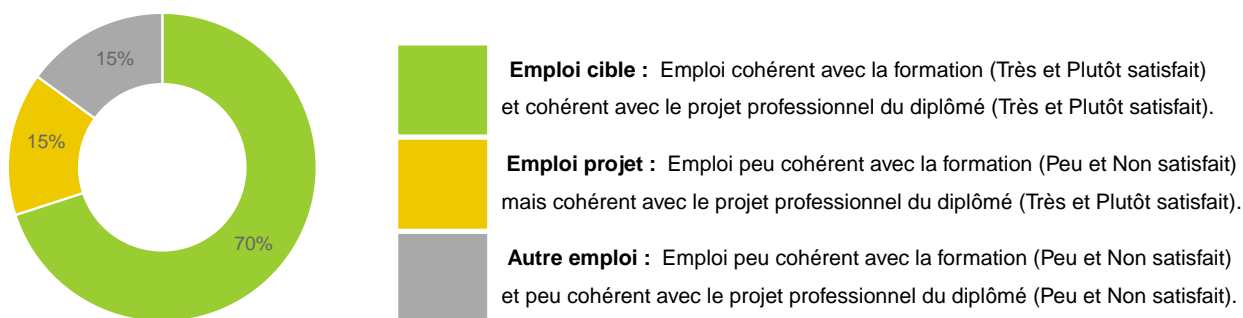 15%
15%
70%
Emploi cible : Emploi cohérent avec la formation (Très et Plutôt satisfait)
et cohérent avec le projet professionnel du diplômé (Très et Plutôt satisfait).
Emploi projet : Emploi peu cohérent avec la formation (Peu et Non satisfait)
mais cohérent avec le projet professionnel du diplômé (Très et Plutôt satisfait).
Autre emploi : Emploi peu cohérent avec la formation (Peu et Non satisfait)
et peu cohérent avec le projet professionnel du diplômé (Peu et Non satisfait).